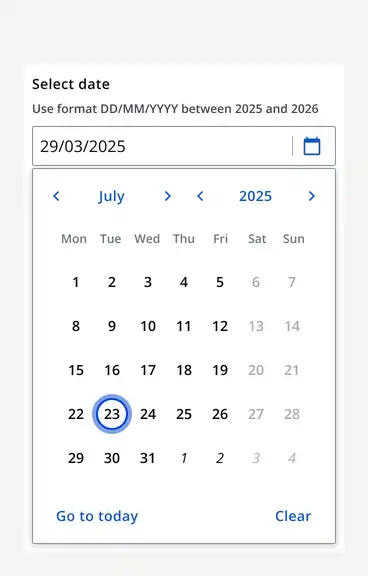 Select date
Use format DD/MM/YYYY between 2025 and 2026
29/03/2025
July 2025
Mon Tue Wed Thu Fri Sat Sun
1 2 3 4 5 6 7
8 9 10 11 12 13 14
15 16 17 18 19 20 21
22 23 24 25 26 27 28
29 30 31 1 2 3 4
Go to today Clear